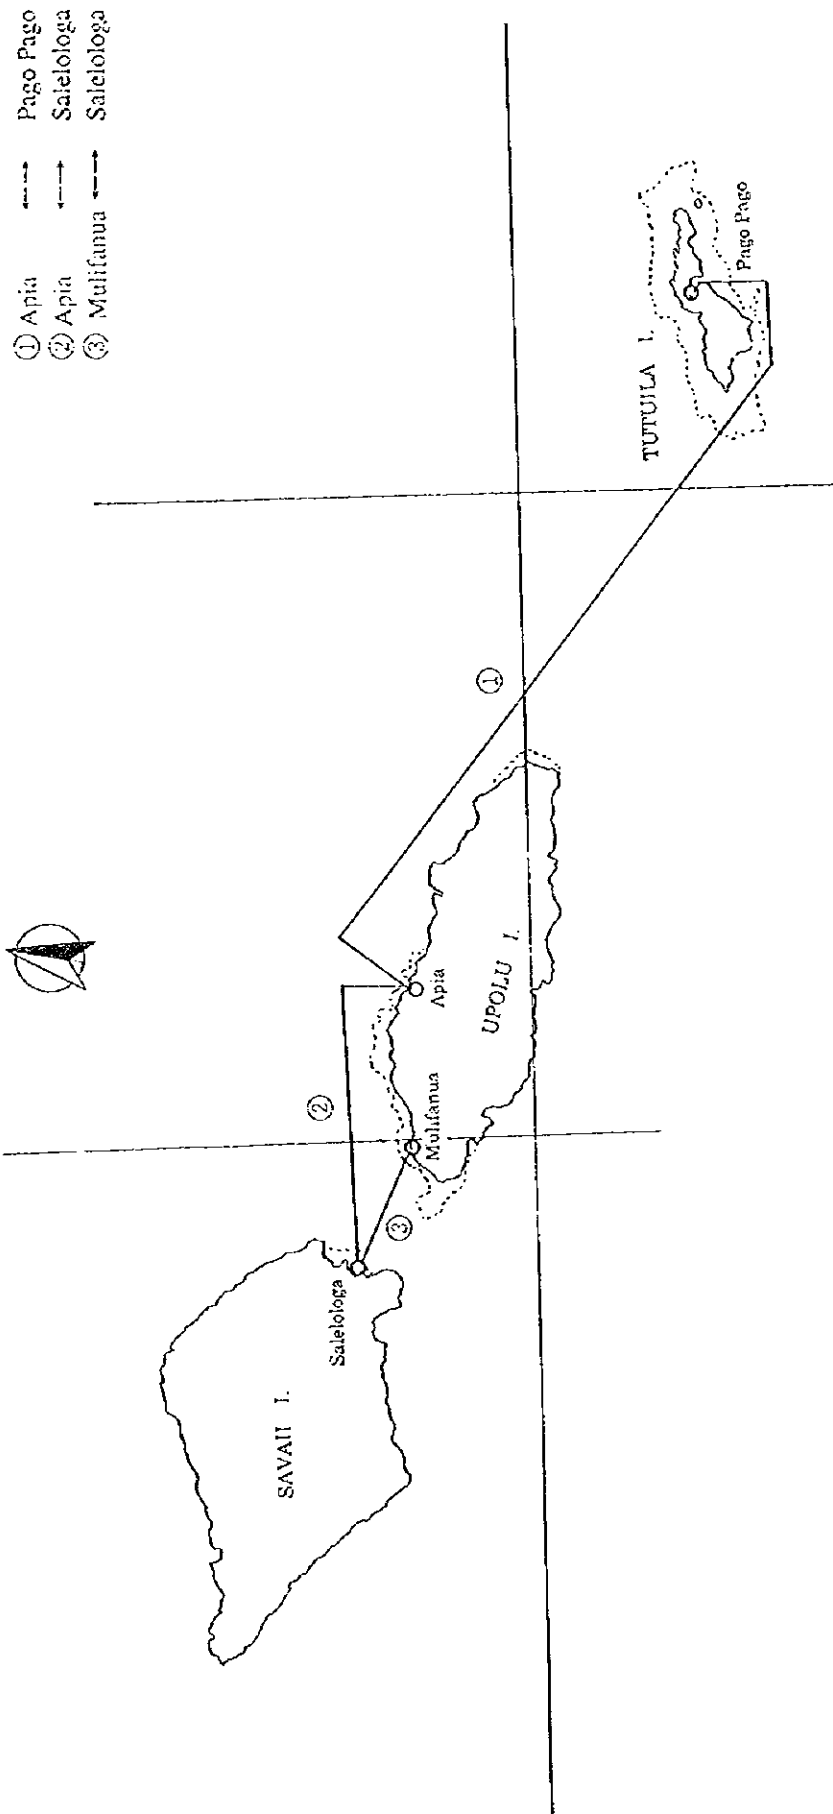 ① Apia ←--→ Pago Pago
② Apia ←--→ Salelologa
③ Mulifanua ←--→ Salelologa
SAVAII I.
Salelologa
②
③
Mulifanua
Apia
UPOLU I.
①
TUTUILA I.
Pago Pago